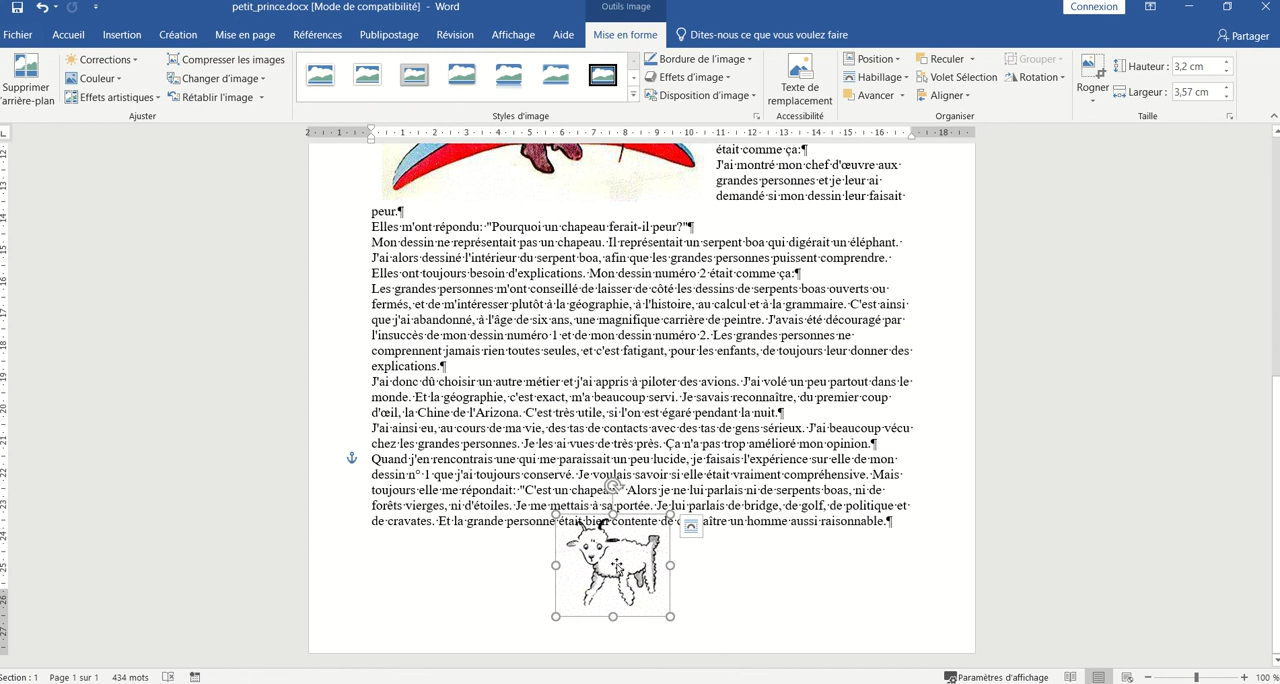 petit_prince.docx [Mode de compatibilité] - Word
Outils Image
Connexion
Fichier Accueil Insertion Création Mise en page Références Publipostage Révision Affichage Aide Mise en forme Dites-nous ce que vous voulez faire Partager
Supprimer
l'arrière-plan
Corrections
Couleur
Effets artistiques
Compresser les images
Changer d'image
Rétablir l'image
Ajuster
Styles d'image
Bordure de l'image
Effets d'image
Disposition d'image
Texte de
remplacement
Accessibilité
Position
Habillage
Avancer
Reculer
Volet Sélection
Aligner
Grouper
Rotation
Organiser
Rogner
Hauteur : 3,2 cm
Largeur : 3,57 cm
Taille
2 1 1 2 3 4 5 6 7 8 9 10 11 12 13 14 15 16 18
était·comme·ça:¶
J'ai·montré·mon·chef·d'œuvre·aux·
grandes·personnes·et·je·leur·ai·
demandé·si·mon·dessin·leur·faisait·
peur.¶
Elles·m'ont·répondu:·"Pourquoi·un·chapeau·ferait-il·peur?"¶
Mon·dessin·ne·représentait·pas·un·chapeau.·Il·représentait·un·serpent·boa·qui·digérait·un·éléphant.·
J'ai·alors·dessiné·l'intérieur·du·serpent·boa,·afin·que·les·grandes·personnes·puissent·comprendre.·
Elles·ont·toujours·besoin·d'explications.·Mon·dessin·numéro·2·était·comme·ça:¶
Les·grandes·personnes·m'ont·conseillé·de·laisser·de·côté·les·dessins·de·serpents·boas·ouverts·ou·
fermés,·et·de·m'intéresser·plutôt·à·la·géographie,·à·l'histoire,·au·calcul·et·à·la·grammaire.·C'est·ainsi·
que·j'ai·abandonné,·à·l'âge·de·six·ans,·une·magnifique·carrière·de·peintre.·J'avais·été·découragé·par·
l'insuccès·de·mon·dessin·numéro·1·et·de·mon·dessin·numéro·2.·Les·grandes·personnes·ne·
comprennent·jamais·rien·toutes·seules,·et·c'est·fatigant,·pour·les·enfants,·de·toujours·leur·donner·des·
explications.¶
J'ai·donc·dû·choisir·un·autre·métier·et·j'ai·appris·à·piloter·des·avions.·J'ai·volé·un·peu·partout·dans·le·
monde.·Et·la·géographie,·c'est·exact,·m'a·beaucoup·servi.·Je·savais·reconnaître,·du·premier·coup·
d'œil,·la·Chine·de·l'Arizona.·C'est·très·utile,·si·l'on·est·égaré·pendant·la·nuit.¶
J'ai·ainsi·eu,·au·cours·de·ma·vie,·des·tas·de·contacts·avec·des·tas·de·gens·sérieux.·J'ai·beaucoup·vécu·
chez·les·grandes·personnes.·Je·les·ai·vues·de·très·près.·Ça·n'a·pas·trop·amélioré·mon·opinion.¶
Quand·j'en·rencontrais·une·qui·me·paraissait·un·peu·lucide,·je·faisais·l'expérience·sur·elle·de·mon·
dessin·n°·1·que·j'ai·toujours·conservé.·Je·voulais·savoir·si·elle·était·vraiment·compréhensive.·Mais·
toujours·elle·me·répondait:·"C'est·un·chapeau Alors·je·ne·lui·parlais·ni·de·serpents·boas,·ni·de·
forêts·vierges,·ni·d'étoiles.·Je·me·mettais·à·sa·portée.·Je·lui·parlais·de·bridge,·de·golf,·de·politique·et·
de·cravates.·Et·la·grande·personne·était·bien·contente·de un·homme·aussi·raisonnable.¶
Section : 1 Page 1 sur 1 434 mots Paramètres d'affichage 100 %